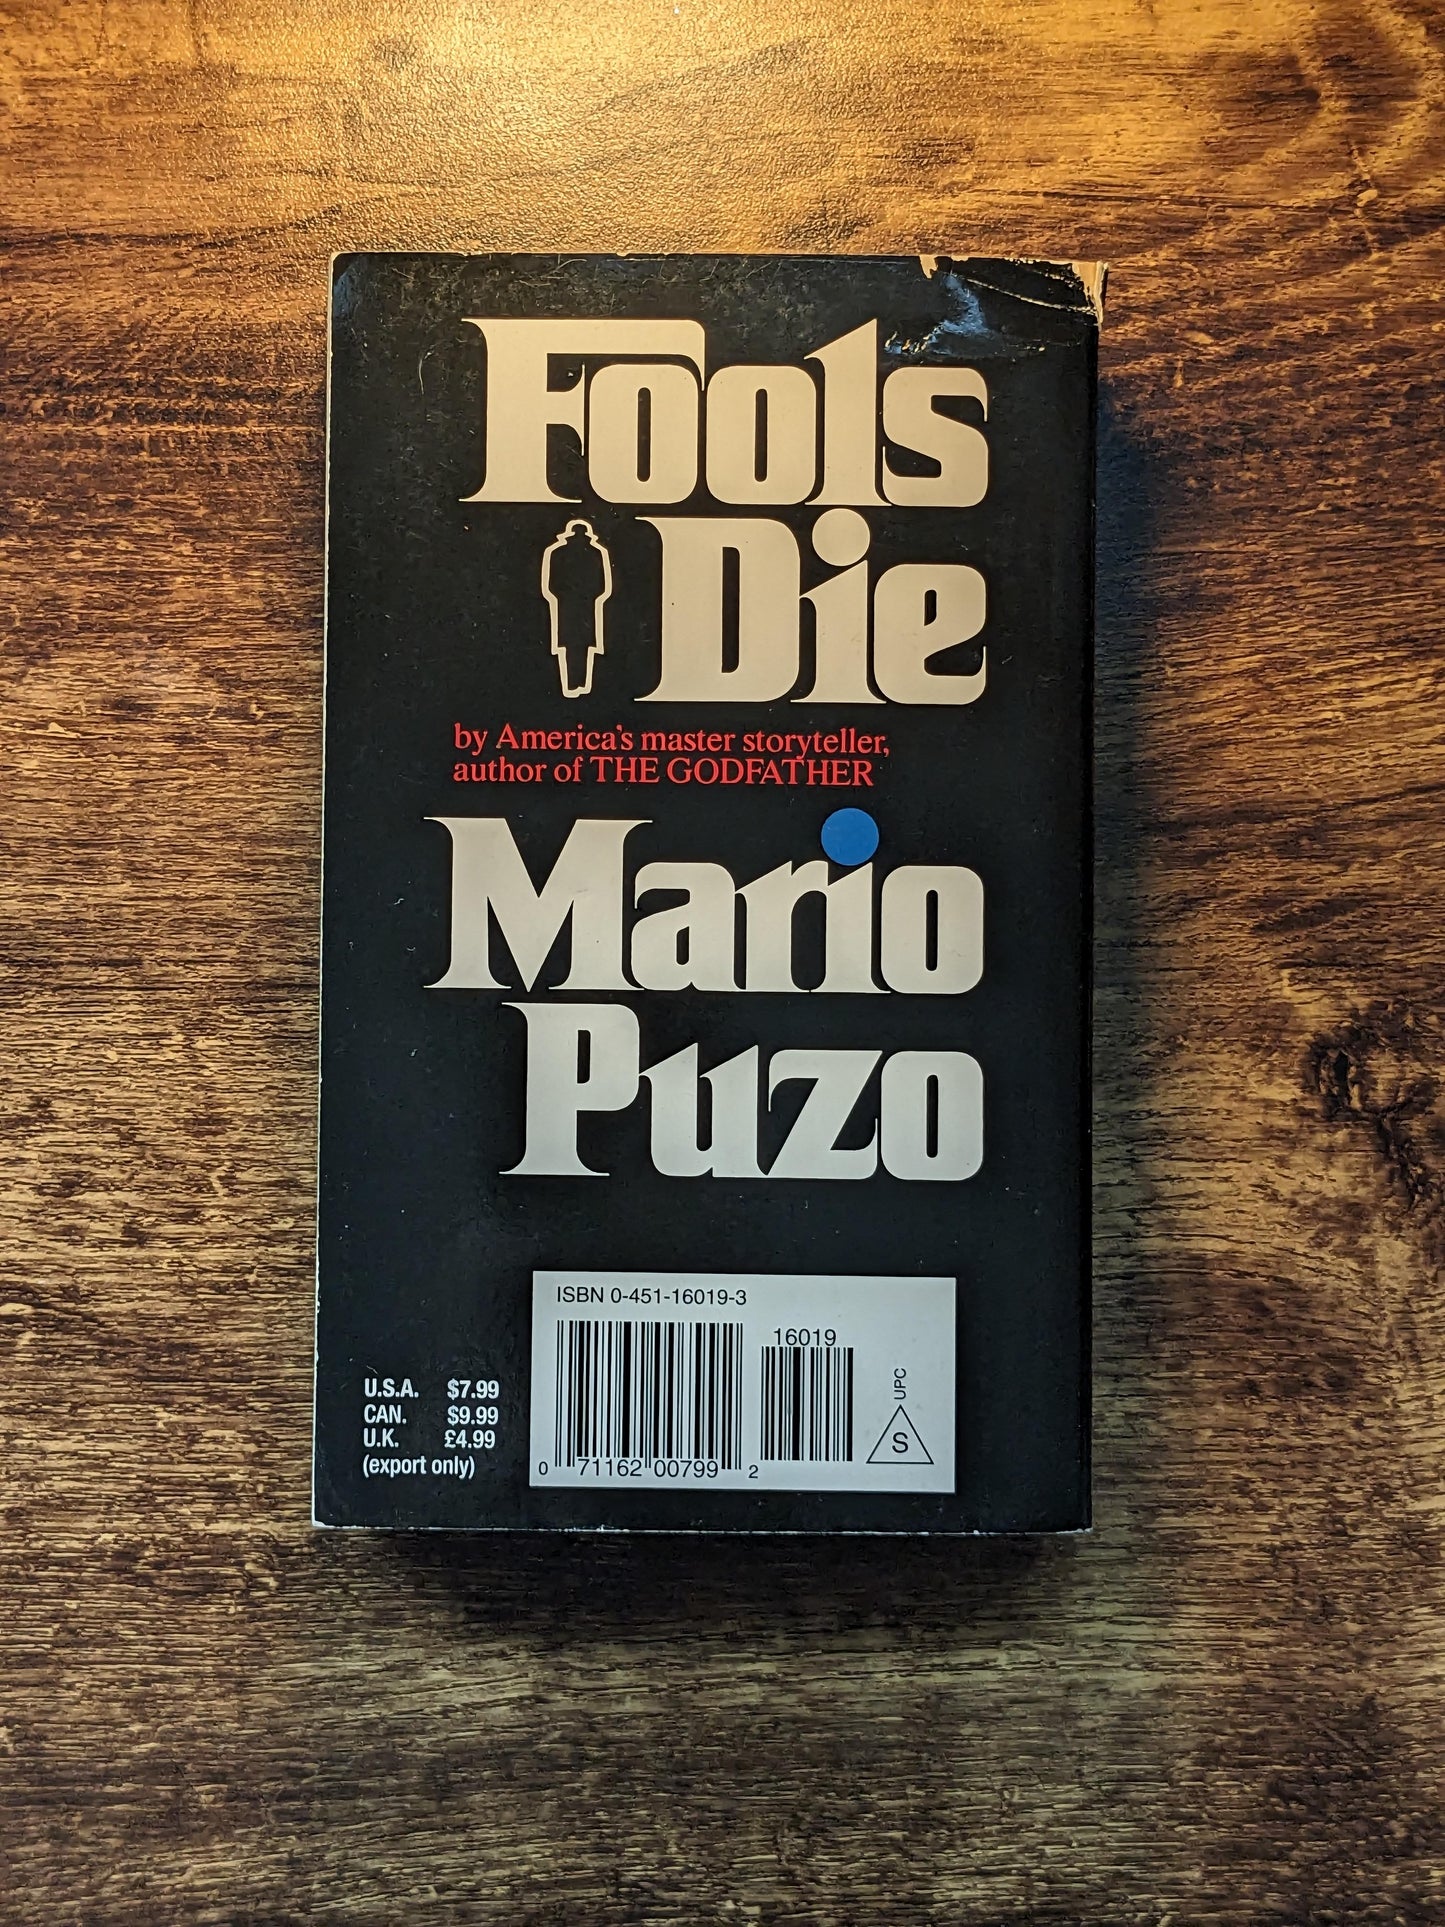 Fools
Die
by America's master storyteller,
author of THE GODFATHER
Mario
Puzo
ISBN 0-451-16019-3
16019
UPC
S
0 71162 00799 2
U.S.A. $7.99
CAN. $9.99
U.K. £4.99
(export only)